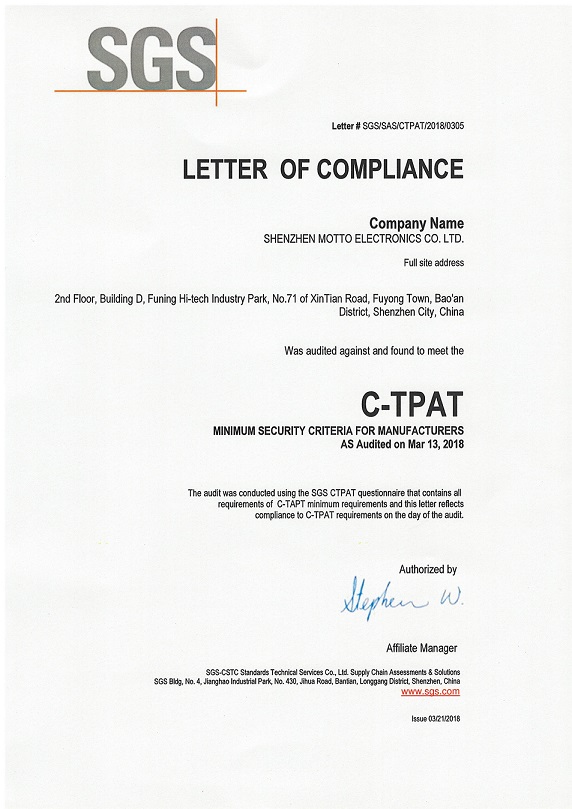 SGS
Letter # SGS/SAS/CTPAT/2018/0305
LETTER OF COMPLIANCE
Company Name
SHENZHEN MOTTO ELECTRONICS CO. LTD.
Full site address
2nd Floor, Building D, Funing Hi-tech Industry Park, No.71 of XinTian Road, Fuyong Town, Bao'an
District, Shenzhen City, China
Was audited against and found to meet the
C-TPAT
MINIMUM SECURITY CRITERIA FOR MANUFACTURERS
AS Audited on Mar 13, 2018
The audit was conducted using the SGS CTPAT questionnaire that contains all
requirements of C-TAPT minimum requirements and this letter reflects
compliance to C-TPAT requirements on the day of the audit.
Authorized by
Stephen W.
Affiliate Manager
SGS-CSTC Standards Technical Services Co., Ltd. Supply Chain Assessments & Solutions
SGS Bldg, No. 4, Jianghao Industrial Park, No. 430, Jihua Road, Bantian, Longgang District, Shenzhen, China
www.sgs.com
Issue 03/21/2018